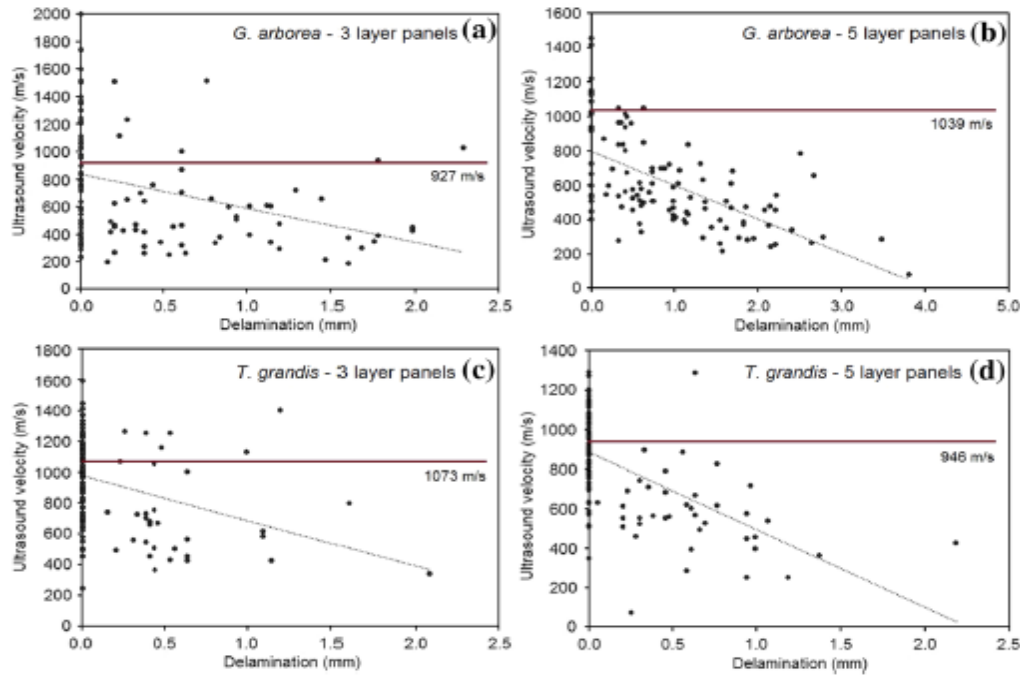 G. arborea - 3 layer panels (a)
Ultrasound velocity (m/s)
2000
1800
1600
1400
1200
1000
800
600
400
200
0
927 m/s
0.0 0.5 1.0 1.5 2.0 2.5
Delamination (mm)
G. arborea - 5 layer panels (b)
Ultrasound velocity (m/s)
1600
1400
1200
1000
800
600
400
200
0
1039 m/s
0.0 1.0 2.0 3.0 4.0 5.0
Delamination (mm)
T. grandis - 3 layer panels (c)
Ultrasound velocity (m/s)
1800
1600
1400
1200
1000
800
600
400
200
0
1073 m/s
0.0 0.5 1.0 1.5 2.0 2.5
Delamination (mm)
T. grandis - 5 layer panels (d)
Ultrasound velocity (m/s)
1400
1200
1000
800
600
400
200
0
946 m/s
0.0 0.5 1.0 1.5 2.0 2.5
Delamination (mm)